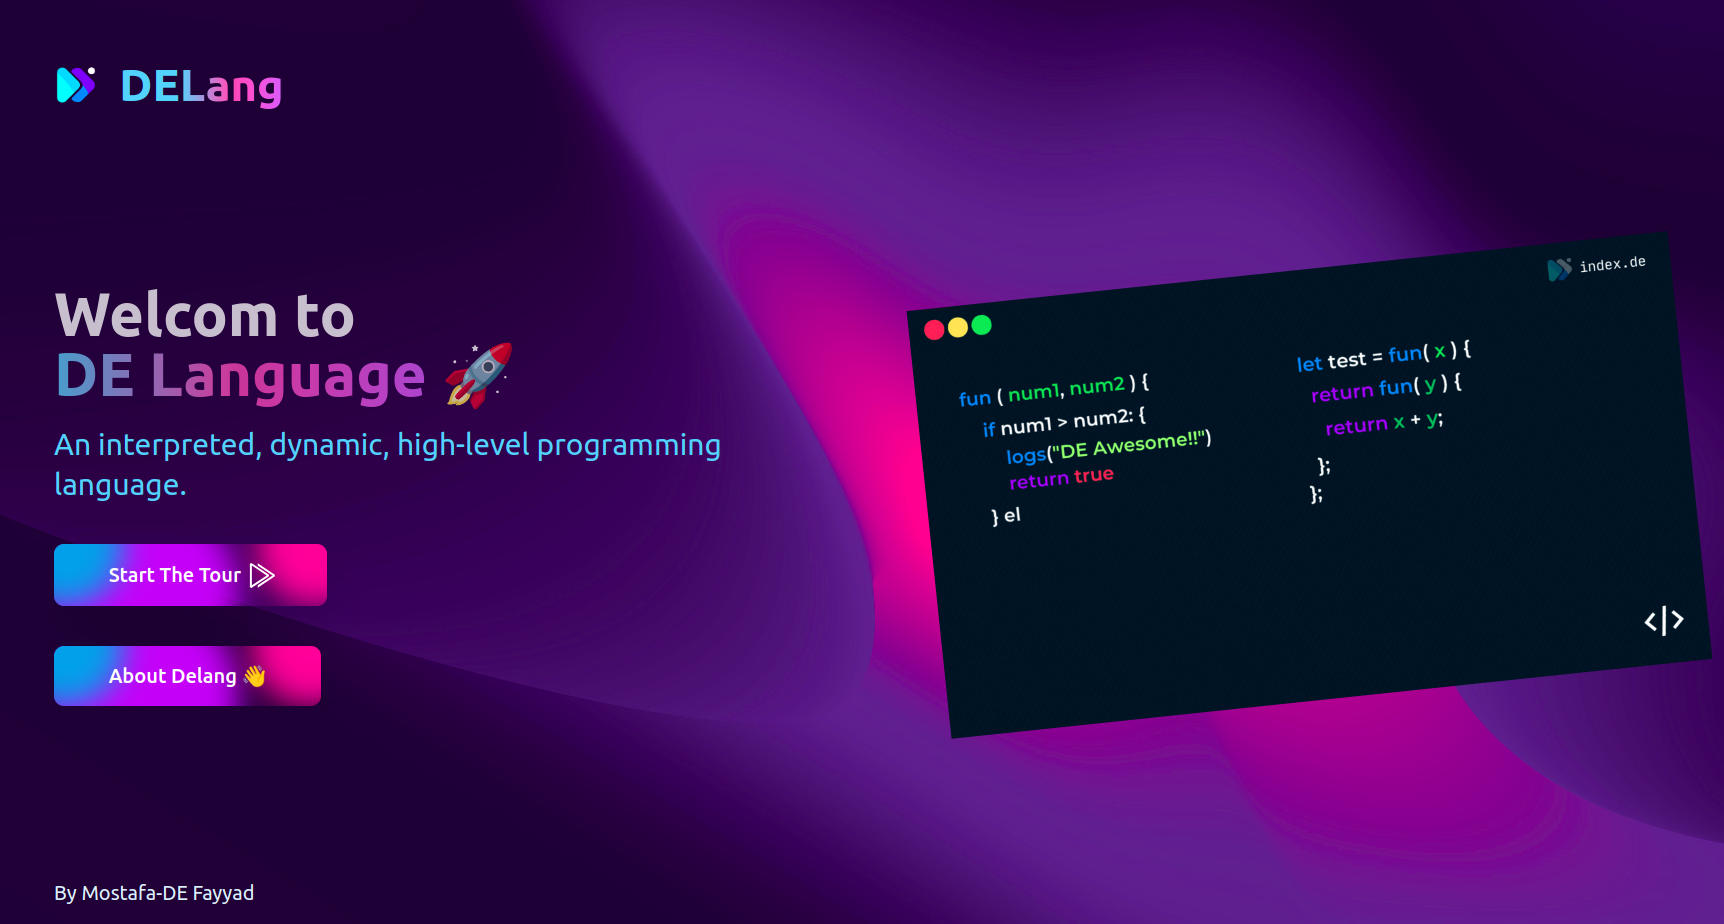 DELang
Welcom to
DE Language 🚀
An interpreted, dynamic, high-level programming
language.
Start The Tour
About Delang 👋
By Mostafa-DE Fayyad
index.de
fun ( num1, num2 ) {
if num1 > num2: {
logs("DE Awesome!!")
return true
} el
let test = fun( x ) {
return fun( y ) {
return x + y;
};
};